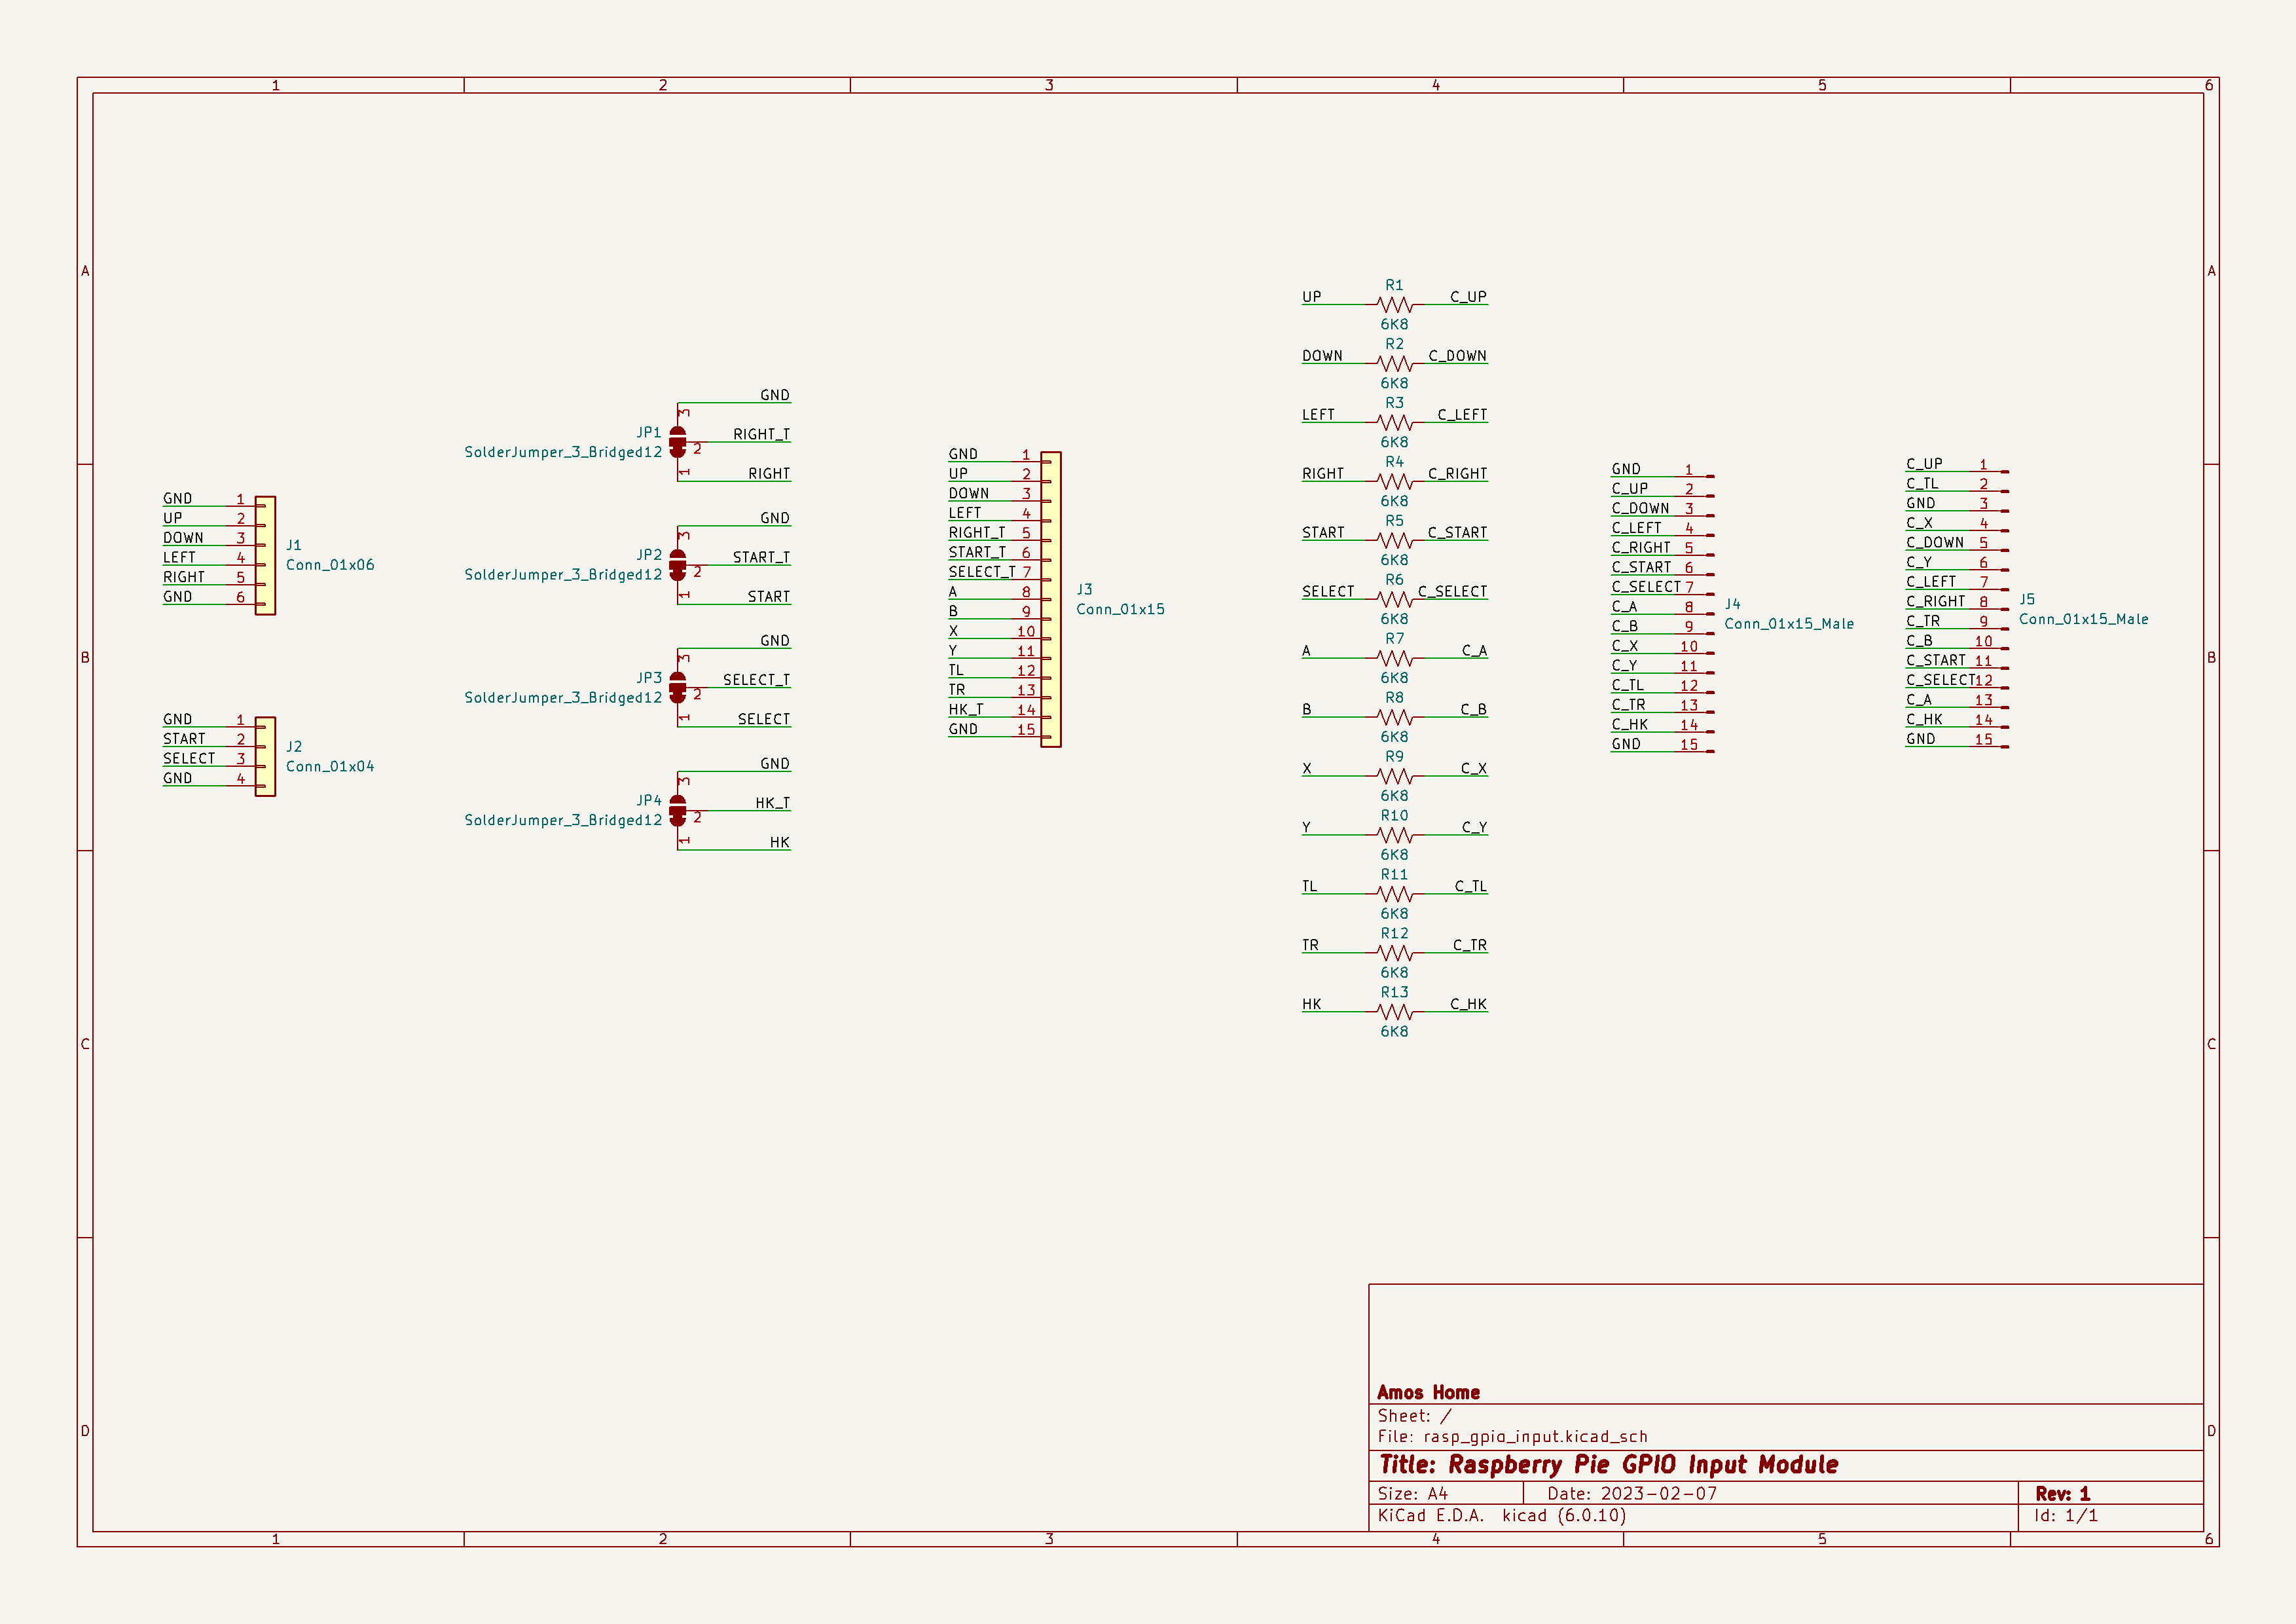 1 2 3 4 5 6
A A
B B
C C
D D
GND 1
UP 2
DOWN 3
LEFT 4
RIGHT 5
GND 6
J1
Conn_01x06
GND 1
START 2
SELECT 3
GND 4
J2
Conn_01x04
GND
3
JP1
SolderJumper_3_Bridged12
RIGHT_T
2
1
RIGHT
GND
3
JP2
SolderJumper_3_Bridged12
START_T
2
1
START
GND
3
JP3
SolderJumper_3_Bridged12
SELECT_T
2
1
SELECT
GND
3
JP4
SolderJumper_3_Bridged12
HK_T
2
1
HK
GND 1
UP 2
DOWN 3
LEFT 4
RIGHT_T 5
START_T 6
SELECT_T 7
A 8
B 9
X 10
Y 11
TL 12
TR 13
HK_T 14
GND 15
J3
Conn_01x15
R1
UP C_UP
6K8
R2
DOWN C_DOWN
6K8
R3
LEFT C_LEFT
6K8
R4
RIGHT C_RIGHT
6K8
R5
START C_START
6K8
R6
SELECT C_SELECT
6K8
R7
A C_A
6K8
R8
B C_B
6K8
R9
X C_X
6K8
R10
Y C_Y
6K8
R11
TL C_TL
6K8
R12
TR C_TR
6K8
R13
HK C_HK
6K8
GND 1
C_UP 2
C_DOWN 3
C_LEFT 4
C_RIGHT 5
C_START 6
C_SELECT 7
C_A 8
C_B 9
C_X 10
C_Y 11
C_TL 12
C_TR 13
C_HK 14
GND 15
J4
Conn_01x15_Male
C_UP 1
C_TL 2
GND 3
C_X 4
C_DOWN 5
C_Y 6
C_LEFT 7
C_RIGHT 8
C_TR 9
C_B 10
C_START 11
C_SELECT 12
C_A 13
C_HK 14
GND 15
J5
Conn_01x15_Male
Amos Home
Sheet: /
File: rasp_gpio_input.kicad_sch
Title: Raspberry Pie GPIO Input Module
Size: A4 Date: 2023-02-07 Rev: 1
KiCad E.D.A. kicad (6.0.10) Id: 1/1
1 2 3 4 5 6